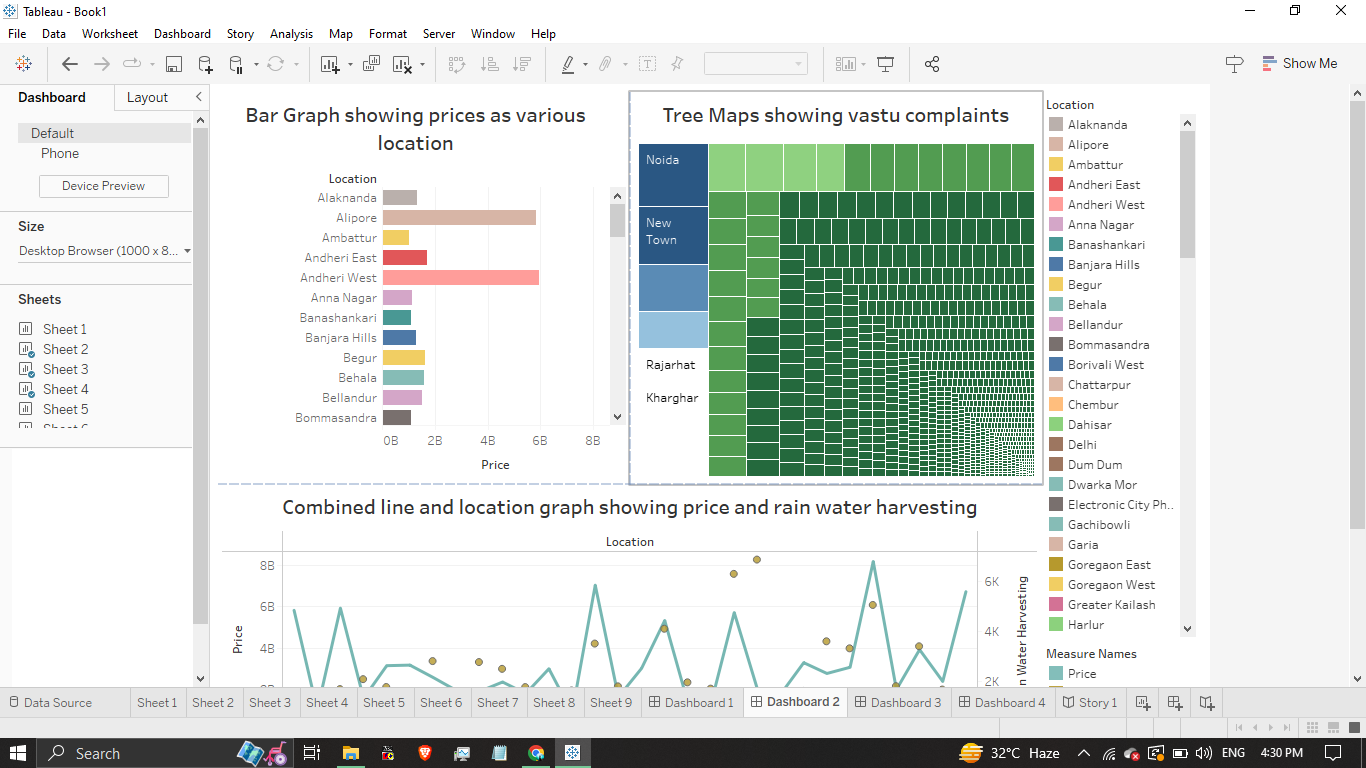 Tableau - Book1
File Data Worksheet Dashboard Story Analysis Map Format Server Window Help
Show Me
Dashboard Layout
Default
Phone
Device Preview
Size
Desktop Browser (1000 x 8...
Sheets
Sheet 1
Sheet 2
Sheet 3
Sheet 4
Sheet 5
Bar Graph showing prices as various
location
Location
Alaknanda
Alipore
Ambattur
Andheri East
Andheri West
Anna Nagar
Banashankari
Banjara Hills
Begur
Behala
Bellandur
Bommasandra
0B 2B 4B 6B 8B
Price
Tree Maps showing vastu complaints
Noida
New
Town
Rajarhat
Kharghar
Location
Alaknanda
Alipore
Ambattur
Andheri East
Andheri West
Anna Nagar
Banashankari
Banjara Hills
Begur
Behala
Bellandur
Bommasandra
Borivali West
Chattarpur
Chembur
Dahisar
Delhi
Dum Dum
Dwarka Mor
Electronic City Ph..
Gachibowli
Garia
Goregaon East
Goregaon West
Greater Kailash
Harlur
Measure Names
Price
Combined line and location graph showing price and rain water harvesting
Location
8B
6B
4B
Price
6K
4K
2K
Water Harvesting
Data Source Sheet 1 Sheet 2 Sheet 3 Sheet 4 Sheet 5 Sheet 6 Sheet 7 Sheet 8 Sheet 9 Dashboard 1 Dashboard 2 Dashboard 3 Dashboard 4 Story 1
Search
32°C Haze
ENG
4:30 PM